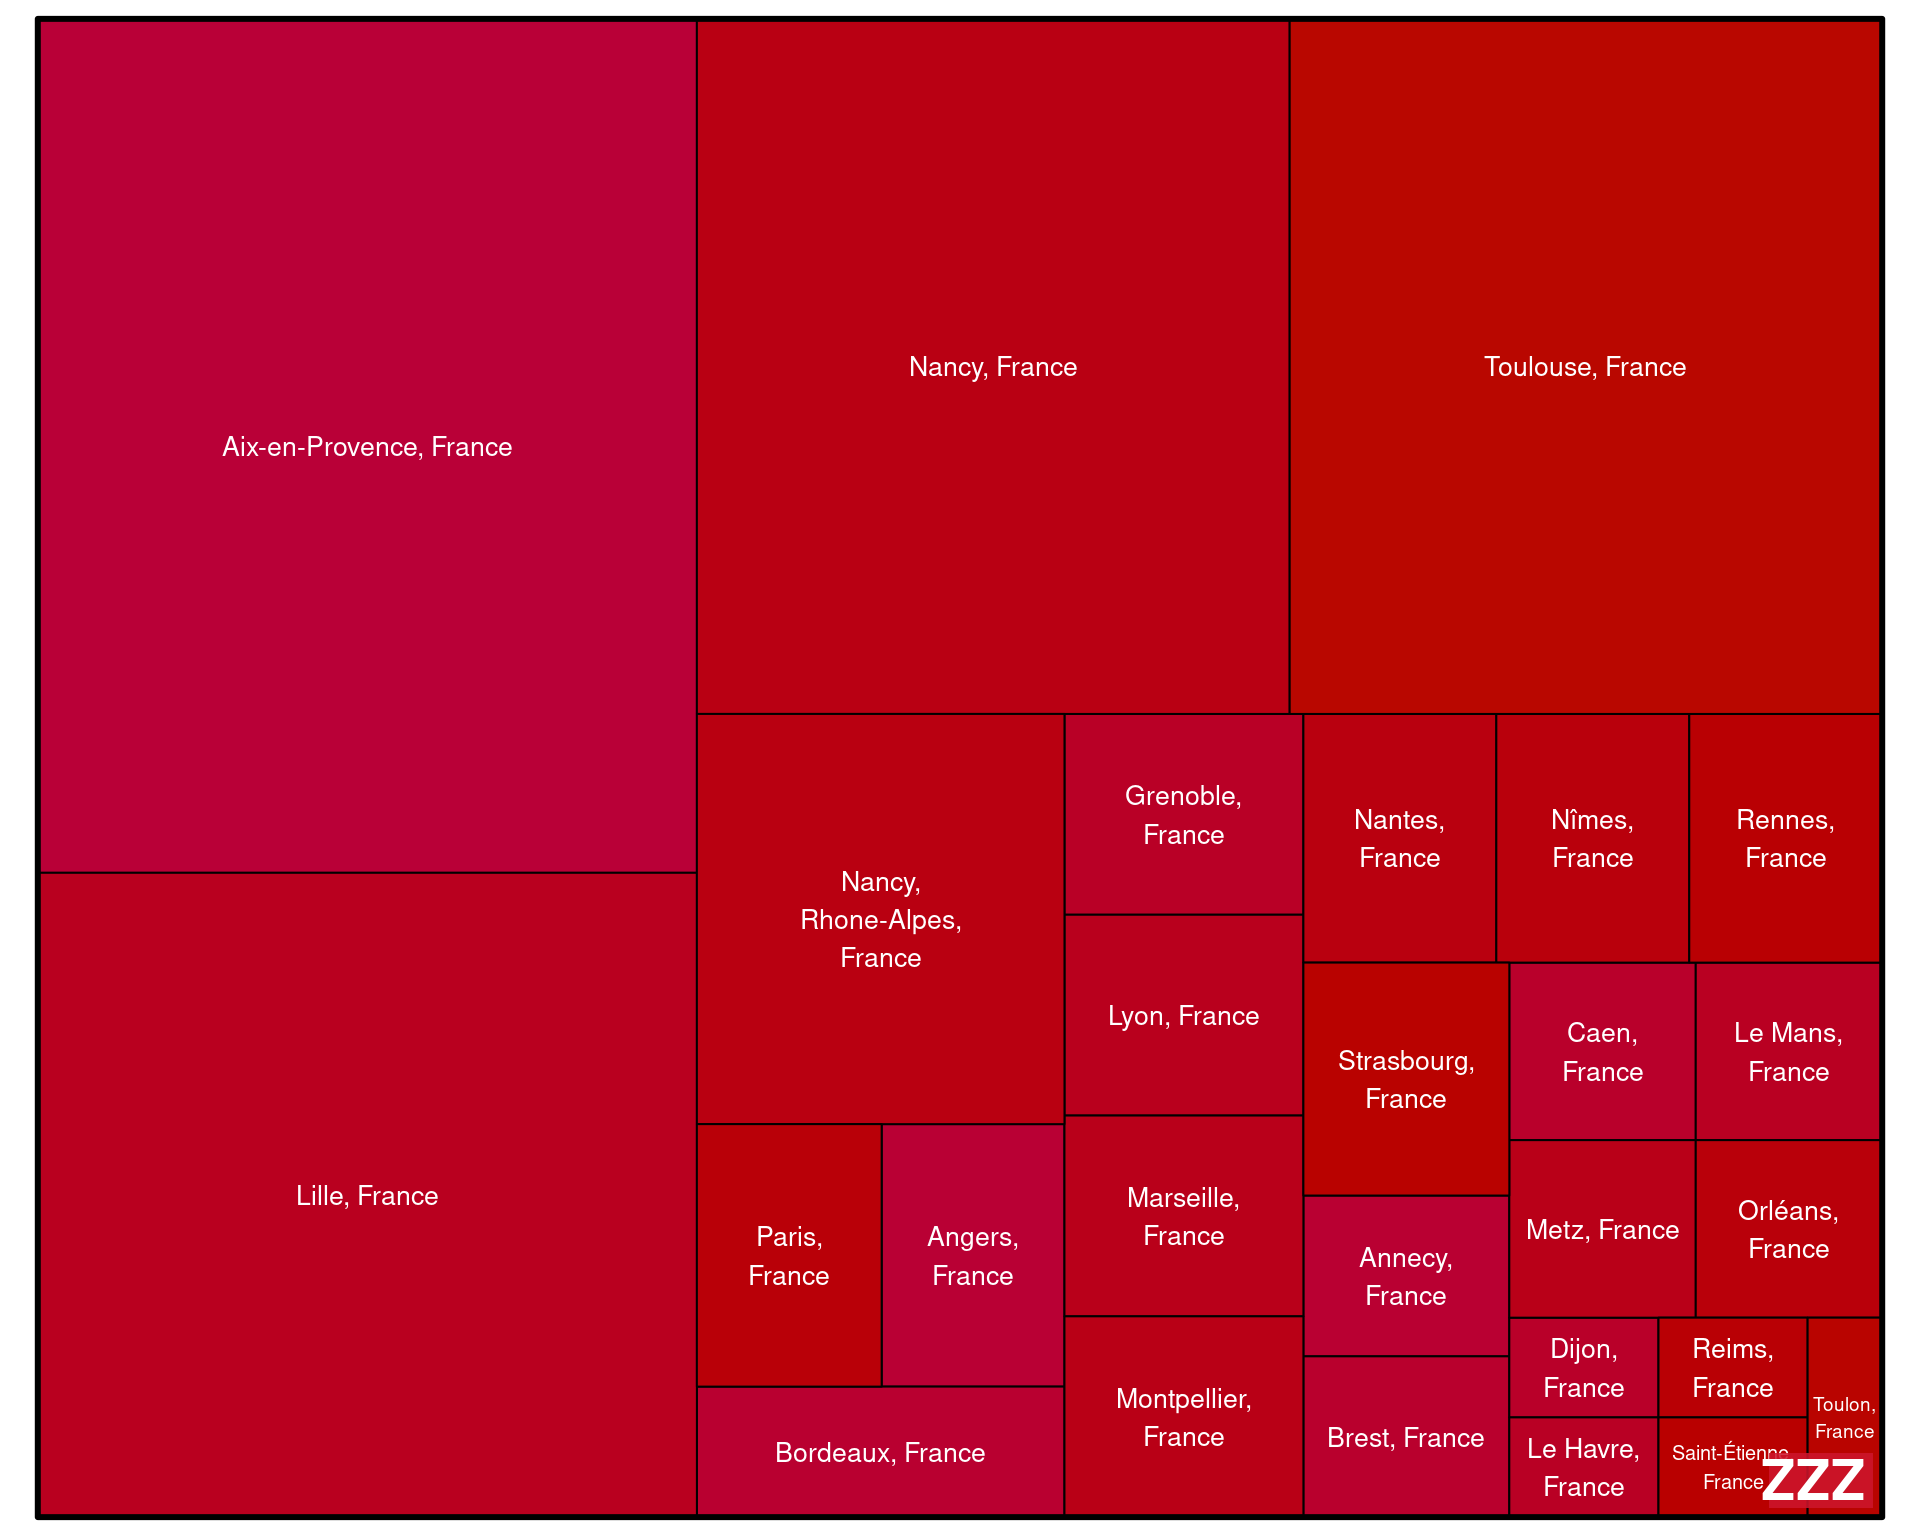 Aix-en-Provence, France
Nancy, France
Toulouse, France
Lille, France
Nancy,
Rhone-Alpes,
France
Grenoble,
France
Nantes,
France
Nîmes,
France
Rennes,
France
Lyon, France
Strasbourg,
France
Caen,
France
Le Mans,
France
Paris,
France
Angers,
France
Marseille,
France
Annecy,
France
Metz, France
Orléans,
France
Bordeaux, France
Montpellier,
France
Brest, France
Dijon,
France
Reims,
France
Toulon,
France
Le Havre,
France
Saint-Étienne,
France
ZZZ